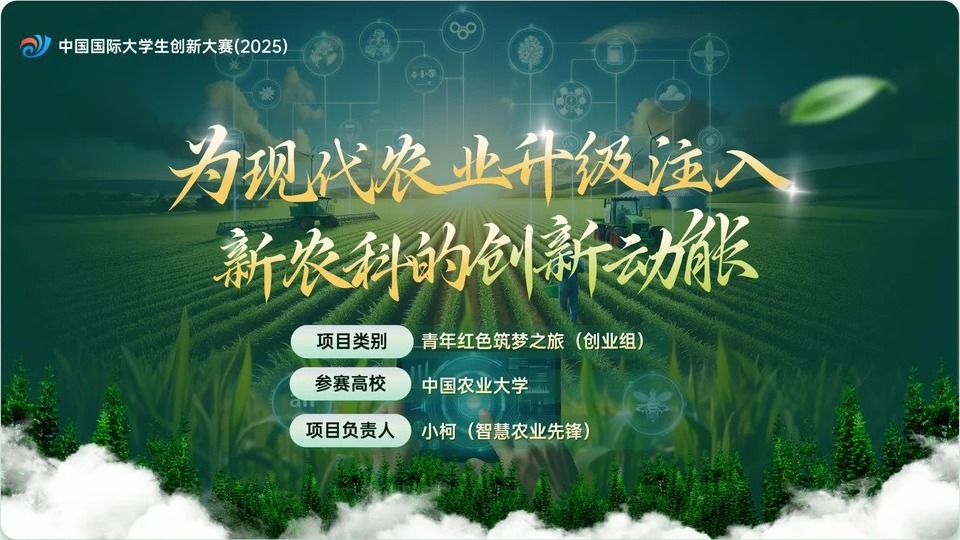 中国国际大学生创新大赛(2025)
为现代农业升级注入
新农科的创新动能
项目类别 青年红色筑梦之旅（创业组）
参赛高校 中国农业大学
项目负责人 小柯（智慧农业先锋）